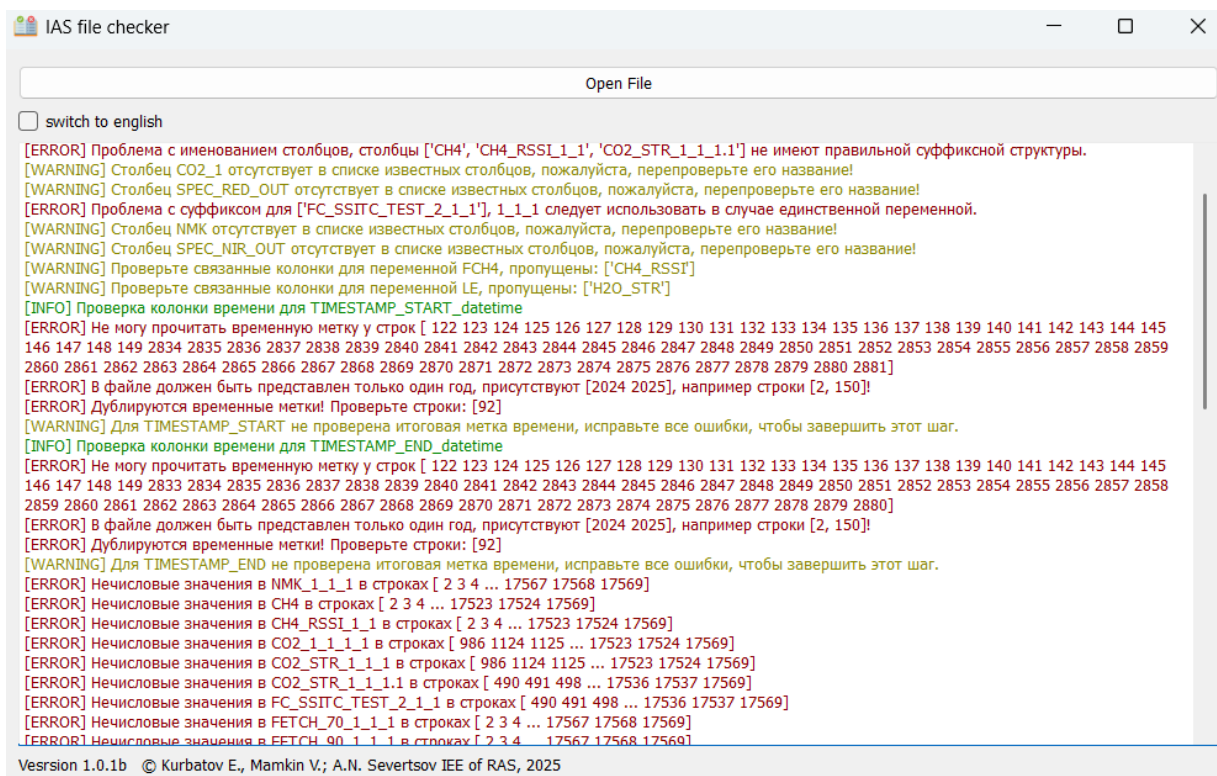 IAS file checker
Open File
switch to english
[ERROR] Проблема с именованием столбцов, столбцы ['CH4', 'CH4_RSSI_1_1', 'CO2_STR_1_1_1.1'] не имеют правильной суффиксной структуры.
[WARNING] Столбец CO2_1 отсутствует в списке известных столбцов, пожалуйста, перепроверьте его название!
[WARNING] Столбец SPEC_RED_OUT отсутствует в списке известных столбцов, пожалуйста, перепроверьте его название!
[ERROR] Проблема с суффиксом для ['FC_SSITC_TEST_2_1_1'], 1_1_1 следует использовать в случае единственной переменной.
[WARNING] Столбец NMK отсутствует в списке известных столбцов, пожалуйста, перепроверьте его название!
[WARNING] Столбец SPEC_NIR_OUT отсутствует в списке известных столбцов, пожалуйста, перепроверьте его название!
[WARNING] Проверьте связанные колонки для переменной FCH4, пропущены: ['CH4_RSSI']
[WARNING] Проверьте связанные колонки для переменной LE, пропущены: ['H2O_STR']
[INFO] Проверка колонки времени для TIMESTAMP_START_datetime
[ERROR] Не могу прочитать временную метку у строк [ 122 123 124 125 126 127 128 129 130 131 132 133 134 135 136 137 138 139 140 141 142 143 144 145
146 147 148 149 2834 2835 2836 2837 2838 2839 2840 2841 2842 2843 2844 2845 2846 2847 2848 2849 2850 2851 2852 2853 2854 2855 2856 2857 2858 2859
2860 2861 2862 2863 2864 2865 2866 2867 2868 2869 2870 2871 2872 2873 2874 2875 2876 2877 2878 2879 2880 2881]
[ERROR] В файле должен быть представлен только один год, присутствуют [2024 2025], например строки [2, 150]!
[ERROR] Дублируются временные метки! Проверьте строки: [92]
[WARNING] Для TIMESTAMP_START не проверена итоговая метка времени, исправьте все ошибки, чтобы завершить этот шаг.
[INFO] Проверка колонки времени для TIMESTAMP_END_datetime
[ERROR] Не могу прочитать временную метку у строк [ 122 123 124 125 126 127 128 129 130 131 132 133 134 135 136 137 138 139 140 141 142 143 144 145
146 147 148 149 2833 2834 2835 2836 2837 2838 2839 2840 2841 2842 2843 2844 2845 2846 2847 2848 2849 2850 2851 2852 2853 2854 2855 2856 2857 2858
2859 2860 2861 2862 2863 2864 2865 2866 2867 2868 2869 2870 2871 2872 2873 2874 2875 2876 2877 2878 2879 2880]
[ERROR] В файле должен быть представлен только один год, присутствуют [2024 2025], например строки [2, 150]!
[ERROR] Дублируются временные метки! Проверьте строки: [92]
[WARNING] Для TIMESTAMP_END не проверена итоговая метка времени, исправьте все ошибки, чтобы завершить этот шаг.
[ERROR] Нечисловые значения в NMK_1_1_1 в строках [ 2 3 4 ... 17567 17568 17569]
[ERROR] Нечисловые значения в CH4 в строках [ 2 3 4 ... 17523 17524 17569]
[ERROR] Нечисловые значения в CH4_RSSI_1_1 в строках [ 2 3 4 ... 17523 17524 17569]
[ERROR] Нечисловые значения в CO2_1_1_1_1 в строках [ 986 1124 1125 ... 17523 17524 17569]
[ERROR] Нечисловые значения в CO2_STR_1_1_1 в строках [ 986 1124 1125 ... 17523 17524 17569]
[ERROR] Нечисловые значения в CO2_STR_1_1_1.1 в строках [ 490 491 498 ... 17536 17537 17569]
[ERROR] Нечисловые значения в FC_SSITC_TEST_2_1_1 в строках [ 490 491 498 ... 17536 17537 17569]
[ERROR] Нечисловые значения в FETCH_70_1_1_1 в строках [ 2 3 4 ... 17567 17568 17569]
[ERROR] Нечисловые значения в FETCH_90_1_1_1 в строках [ 2 3 4 ... 17567 17568 17569]
Vesrsion 1.0.1b © Kurbatov E., Mamkin V.; A.N. Severtsov IEE of RAS, 2025